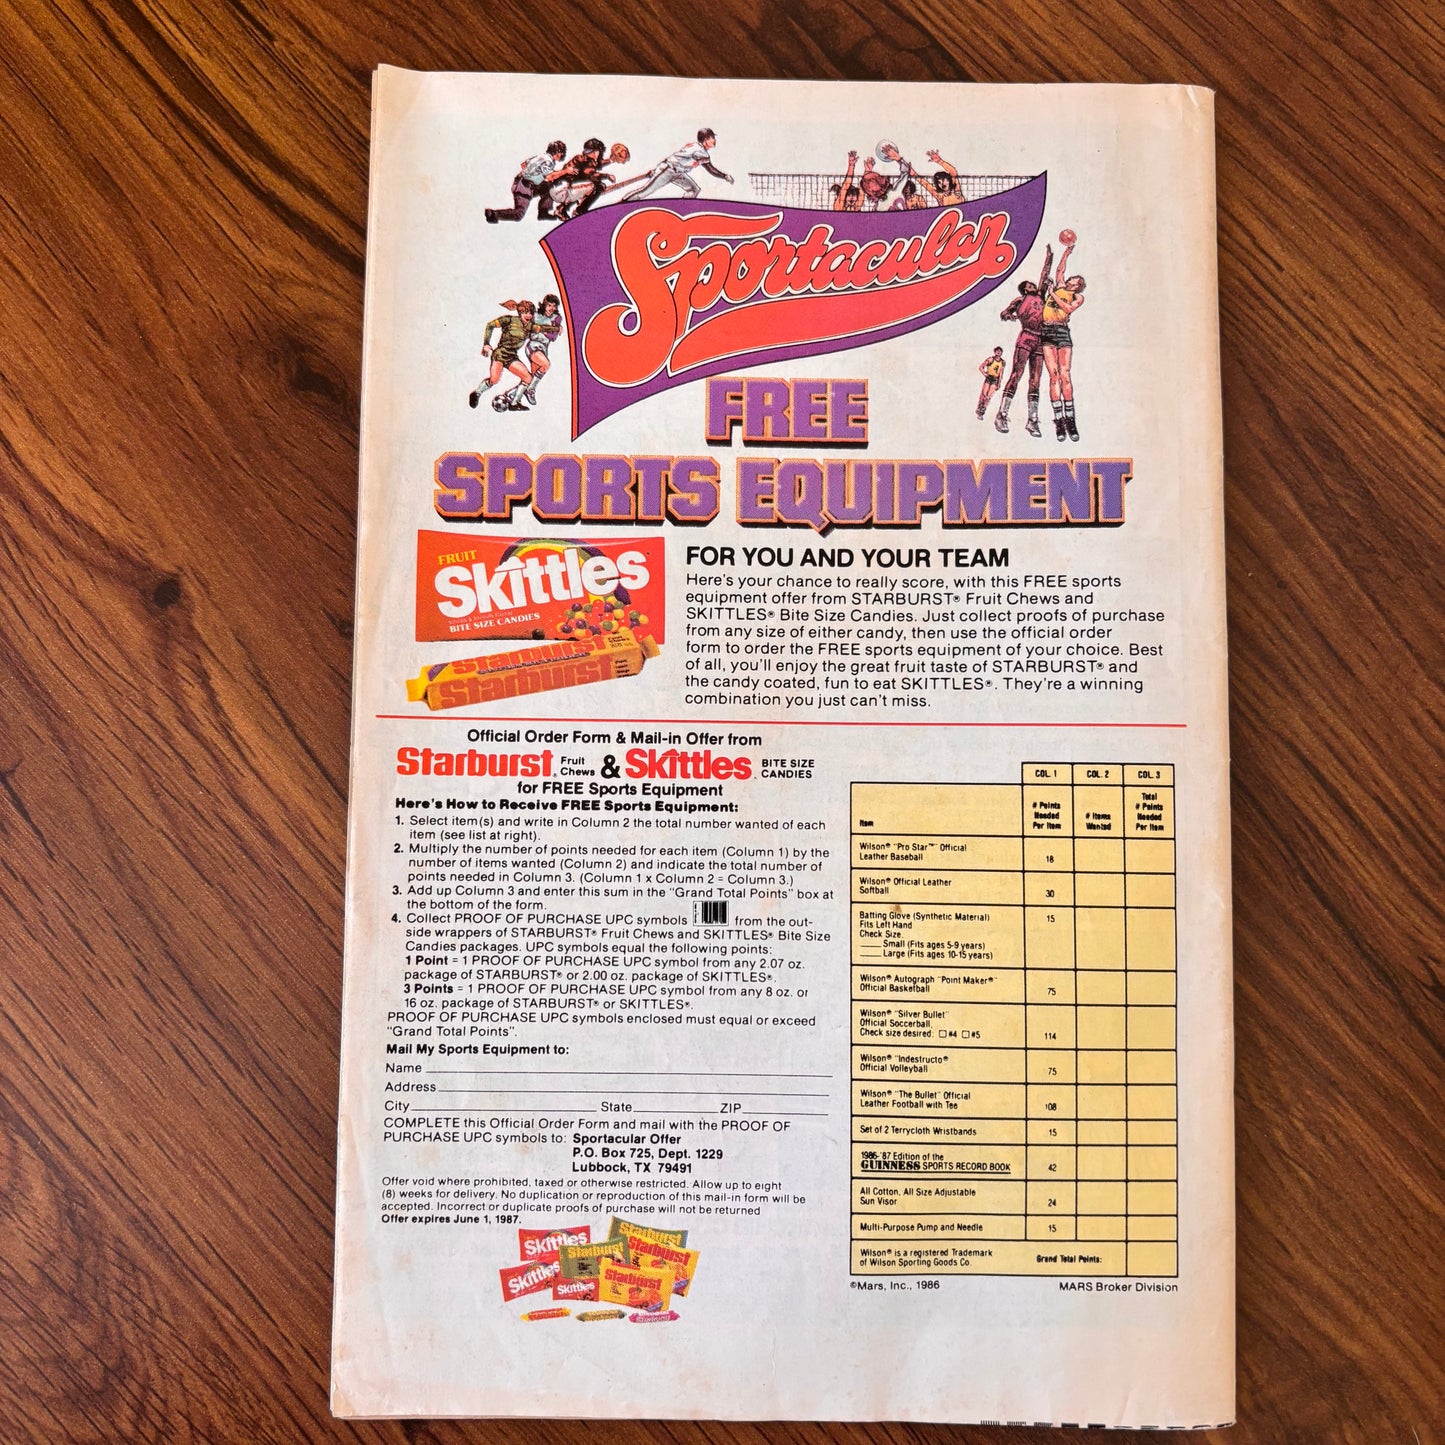 Sportacular
FREE
SPORTS EQUIPMENT
FRUIT
Skittles
BITE SIZE CANDIES
Starburst
Starburst
FOR YOU AND YOUR TEAM
Here's your chance to really score, with this FREE sports
equipment offer from STARBURST® Fruit Chews and
SKITTLES® Bite Size Candies. Just collect proofs of purchase
from any size of either candy, then use the official order
form to order the FREE sports equipment of your choice. Best
of all, you'll enjoy the great fruit taste of STARBURST® and
the candy coated, fun to eat SKITTLES®. They're a winning
combination you just can't miss.
Official Order Form & Mail-in Offer from
Starburst® Fruit Chews & Skittles BITE SIZE CANDIES
for FREE Sports Equipment
Here's How to Receive FREE Sports Equipment:
1. Select item(s) and write in Column 2 the total number wanted of each
item (see list at right).
2. Multiply the number of points needed for each item (Column 1) by the
number of items wanted (Column 2) and indicate the total number of
points needed in Column 3. (Column 1 x Column 2 = Column 3.)
3. Add up Column 3 and enter this sum in the "Grand Total Points" box at
the bottom of the form.
4. Collect PROOF OF PURCHASE UPC symbols from the out-
side wrappers of STARBURST® Fruit Chews and SKITTLES® Bite Size
Candies packages. UPC symbols equal the following points:
1 Point = 1 PROOF OF PURCHASE UPC symbol from any 2.07 oz.
package of STARBURST® or 2.00 oz. package of SKITTLES®.
3 Points = 1 PROOF OF PURCHASE UPC symbol from any 8 oz. or
16 oz. package of STARBURST® or SKITTLES®.
PROOF OF PURCHASE UPC symbols enclosed must equal or exceed
"Grand Total Points".
Mail My Sports Equipment to:
Name
Address
City State ZIP
COMPLETE this Official Order Form and mail with the PROOF OF
PURCHASE UPC symbols to: Sportacular Offer
P.O. Box 725, Dept. 1229
Lubbock, TX 79491
Offer void where prohibited, taxed or otherwise restricted. Allow up to eight
(8) weeks for delivery. No duplication or reproduction of this mail-in form will be
accepted. Incorrect or duplicate proofs of purchase will not be returned
Offer expires June 1, 1987.
Skittles
Starburst
Starburst
Starburst
Skittles
Skittles
Starburst
COL. 1 COL. 2 COL. 3
Item # Points Needed Per Item # Items Wanted Total # Points Needed Per Item
Wilson® "Pro Star™" Official
Leather Baseball 18
Wilson® Official Leather
Softball 30
Batting Glove (Synthetic Material) 15
Fits Left Hand
Check Size.
Small (Fits ages 5-9 years)
Large (Fits ages 10-15 years)
Wilson® Autograph "Point Maker®"
Official Basketball 75
Wilson® "Silver Bullet"
Official Soccerball.
Check size desired: #4 #5 114
Wilson® "Indestructo®
Official Volleyball 75
Wilson® "The Bullet" Official
Leather Football with Tee 108
Set of 2 Terrycloth Wristbands 15
1986-'87 Edition of the
GUINNESS SPORTS RECORD BOOK 42
All Cotton, All Size Adjustable
Sun Visor 24
Multi-Purpose Pump and Needle 15
Wilson® is a registered Trademark
of Wilson Sporting Goods Co. Grand Total Points:
©Mars, Inc., 1986 MARS Broker Division